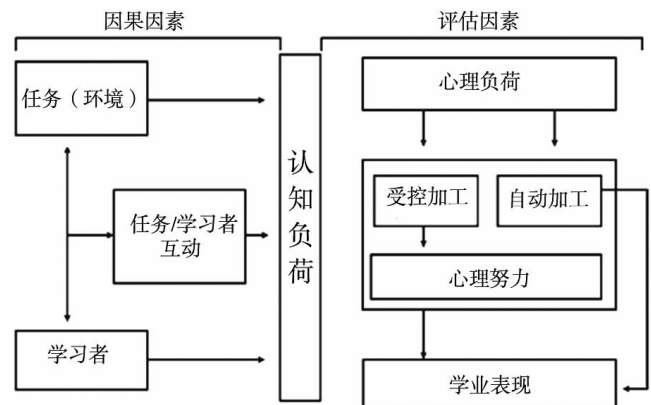 因果因素
评估因素
任务（环境）
任务/学习者
互动
学习者
认
知
负
荷
心理负荷
受控加工
自动加工
心理努力
学业表现